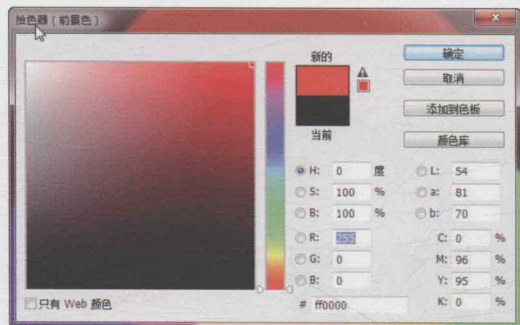 拾色器（前景色）
新的
当前
确定
取消
添加到色板
颜色库
H: 0 度
S: 100 %
B: 100 %
R: 255
G: 0
B: 0
L: 54
a: 81
b: 70
C: 0 %
M: 96 %
Y: 95 %
K: 0 %
# ff0000
只有 Web 颜色